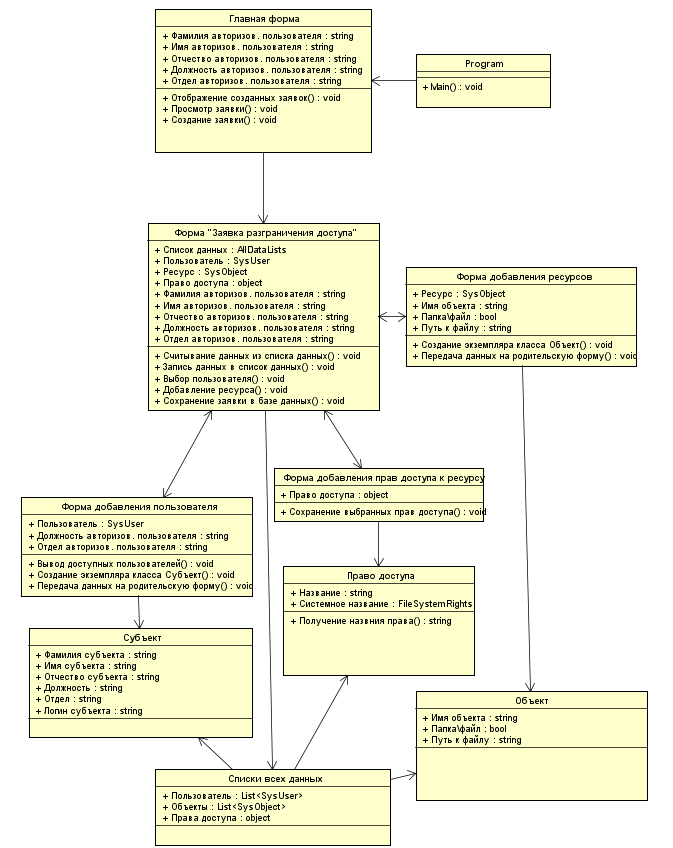 Главная форма
+ Фамилия авторизов. пользователя : string
+ Имя авторизов. пользователя : string
+ Отчество авторизов. пользователя : string
+ Должность авторизов. пользователя : string
+ Отдел авторизов. пользователя : string
+ Отображение созданных заявок() : void
+ Просмотр заявки() : void
+ Создание заявки() : void
Program
+ Main() : void
Форма "Заявка разграничения доступа"
+ Список данных : AllDataLists
+ Пользователь : SysUser
+ Ресурс : SysObject
+ Право доступа : object
+ Фамилия авторизов. пользователя : string
+ Имя авторизов. пользователя : string
+ Отчество авторизов. пользователя : string
+ Должность авторизов. пользователя : string
+ Отдел авторизов. пользователя : string
+ Считывание данных из списка данных() : void
+ Запись данных в список данных() : void
+ Выбор пользователя() : void
+ Добавление ресурса() : void
+ Сохранение заявки в базе данных() : void
Форма добавления ресурсов
+ Ресурс : SysObject
+ Имя объекта : string
+ Папка\файл : bool
+ Путь к файлу : string
+ Создание экземпляра класса Объект() : void
+ Передача данных на родительскую форму() : void
Форма добавления прав доступа к ресурсу
+ Право доступа : object
+ Сохранение выбранных прав доступа() : void
Форма добавления пользователя
+ Пользователь : SysUser
+ Должность авторизов. пользователя : string
+ Отдел авторизов. пользователя : string
+ Вывод доступных пользователей() : void
+ Создание экземпляра класса Субъект() : void
+ Передача данных на родительскую форму() : void
Право доступа
+ Название : string
+ Системное название : FileSystemRights
+ Получение назвния права() : string
Субъект
+ Фамилия субъекта : string
+ Имя субъекта : string
+ Отчество субъекта : string
+ Должность : string
+ Отдел : string
+ Логин субъекта : string
Объект
+ Имя объекта : string
+ Папка\файл : bool
+ Путь к файлу : string
Списки всех данных
+ Пользователь : List<SysUser>
+ Объекты : List<SysObject>
+ Права доступа : object